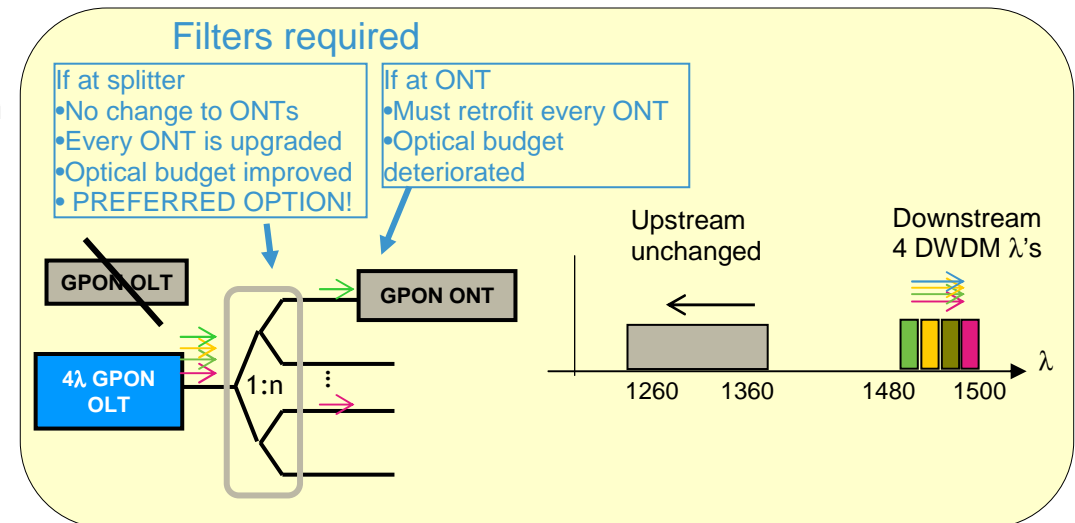 Filters required
If at splitter
•No change to ONTs
•Every ONT is upgraded
•Optical budget improved
• PREFERRED OPTION!
If at ONT
•Must retrofit every ONT
•Optical budget
deteriorated
GPON OLT
4λ GPON
OLT
1:n
...
GPON ONT
Upstream
unchanged
Downstream
4 DWDM λ's
1260
1360
1480
1500
λ